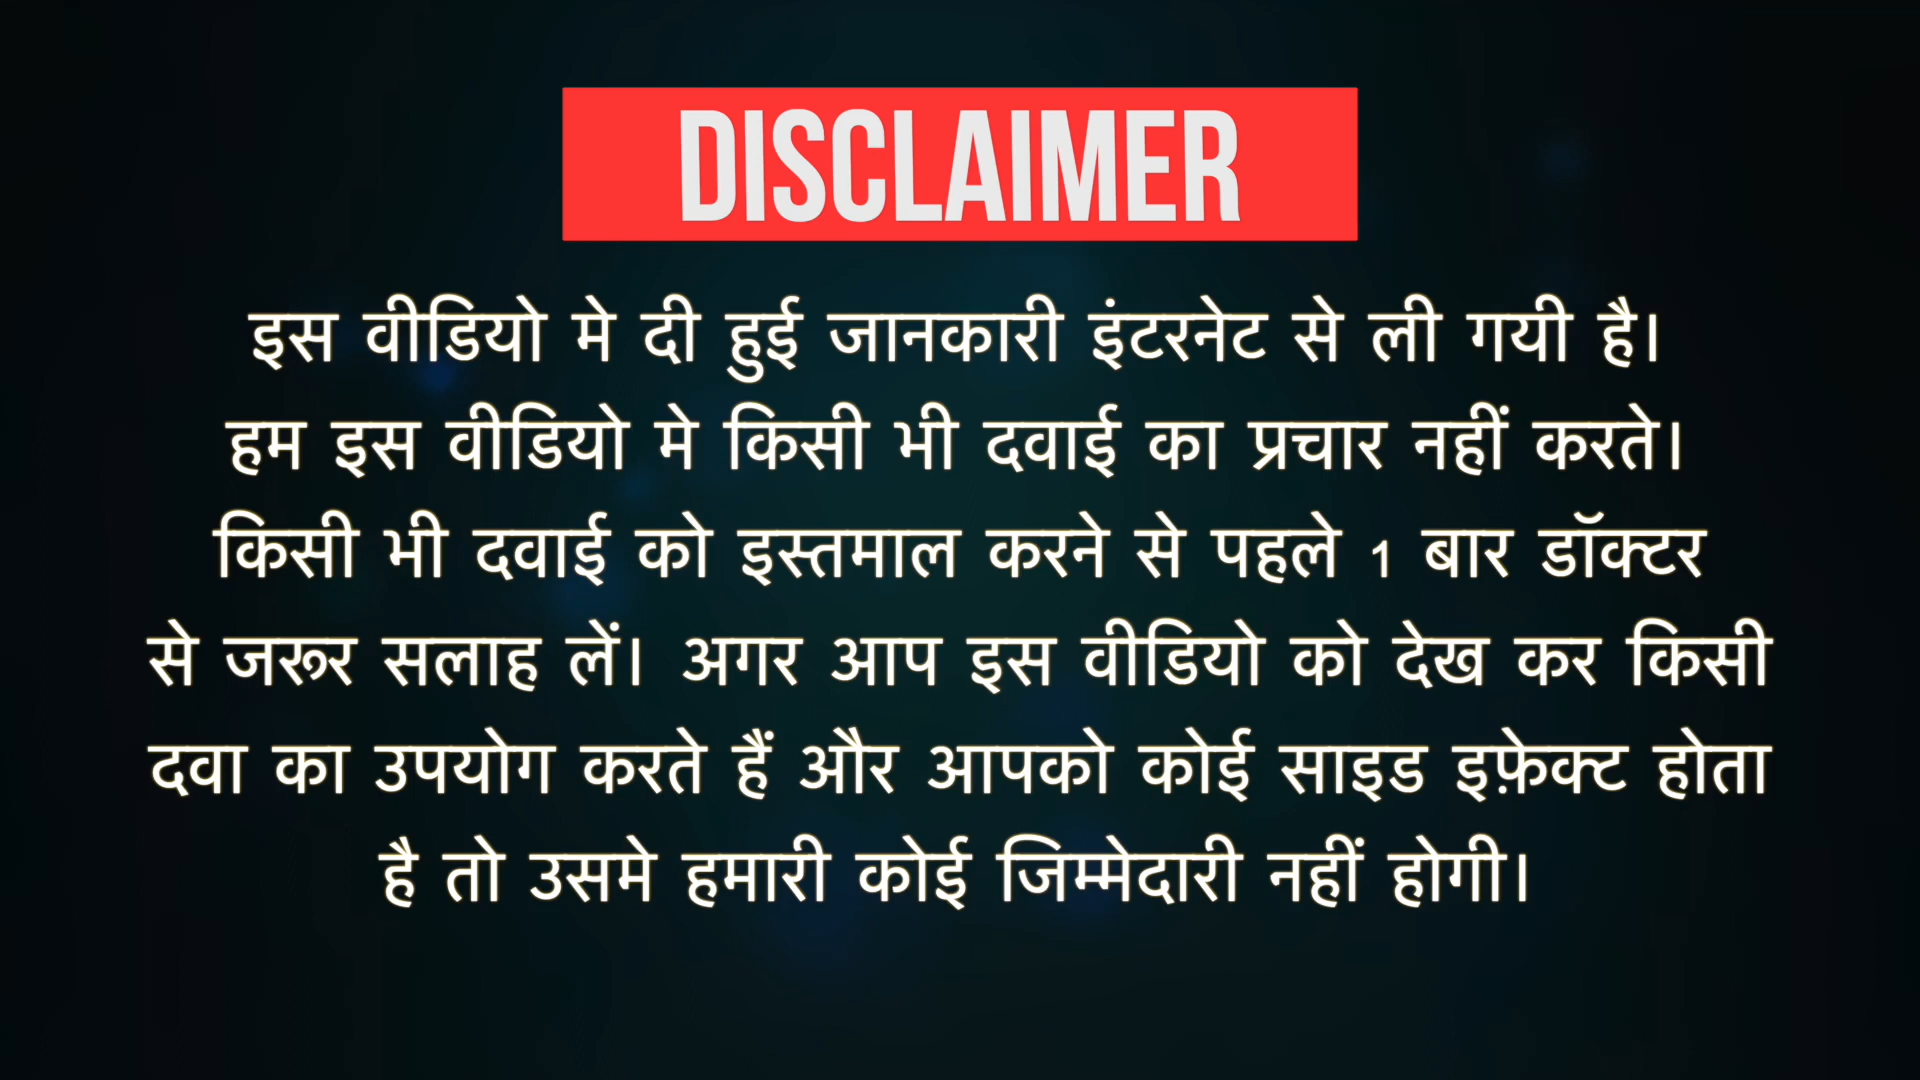 DISCLAIMER
इस वीडियो मे दी हुई जानकारी इंटरनेट से ली गयी है।
हम इस वीडियो मे किसी भी दवाई का प्रचार नहीं करते।
किसी भी दवाई को इस्तमाल करने से पहले 1 बार डॉक्टर
से जरूर सलाह लें। अगर आप इस वीडियो को देख कर किसी
दवा का उपयोग करते हैं और आपको कोई साइड इफ़ेक्ट होता
है तो उसमे हमारी कोई जिम्मेदारी नहीं होगी।